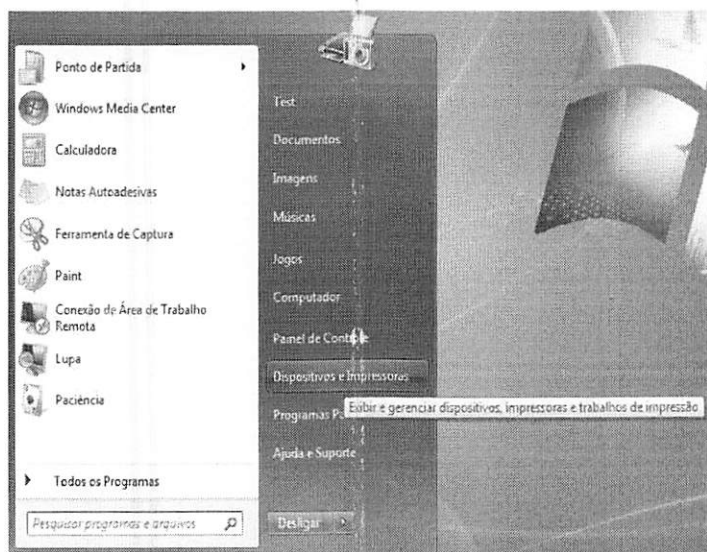 Ponto de Partida
Windows Media Center
Calculadora
Notas Autoadesivas
Ferramenta de Captura
Paint
Conexão de Área de Trabalho
Remota
Lupa
Paciência
Todos os Programas
Pesquisar programas e arquivos
Test
Documentos
Imagens
Músicas
Jogos
Computador
Painel de Controle
Dispositivos e Impressoras
Exibir e gerenciar dispositivos, impressoras e trabalhos de impressão
Programas
Ajuda e Suporte
Desligar